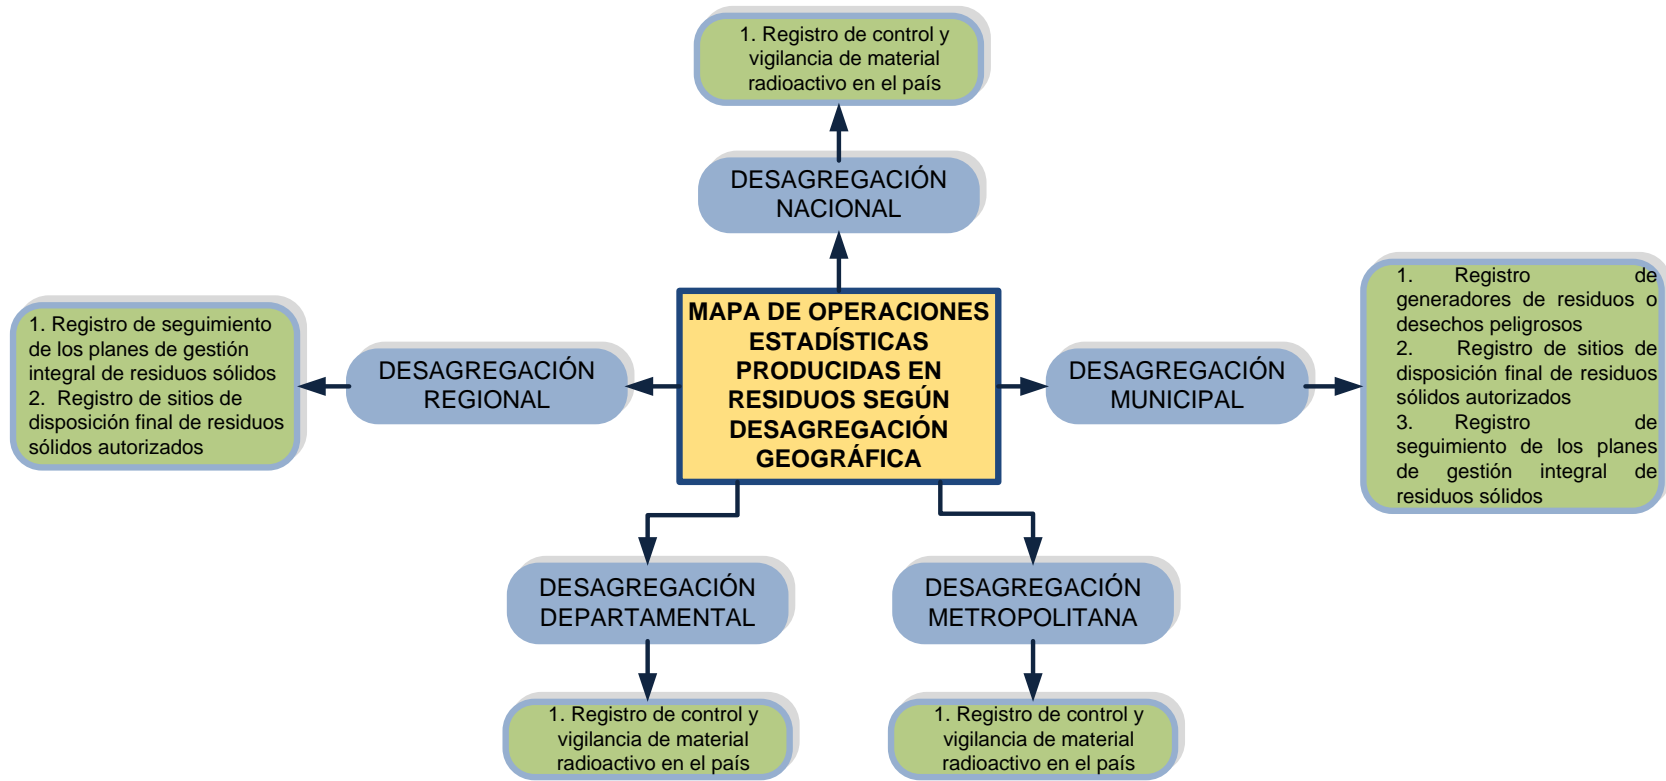 1. Registro de control y
vigilancia de material
radioactivo en el país
DESAGREGACIÓN
NACIONAL
MAPA DE OPERACIONES
ESTADÍSTICAS
PRODUCIDAS EN
RESIDUOS SEGÚN
DESAGREGACIÓN
GEOGRÁFICA
DESAGREGACIÓN
REGIONAL
1. Registro de seguimiento
de los planes de gestión
integral de residuos sólidos
2. Registro de sitios de
disposición final de residuos
sólidos autorizados
DESAGREGACIÓN
MUNICIPAL
1. Registro de
generadores de residuos o
desechos peligrosos
2. Registro de sitios de
disposición final de residuos
sólidos autorizados
3. Registro de
seguimiento de los planes
de gestión integral de
residuos sólidos
DESAGREGACIÓN
DEPARTAMENTAL
1. Registro de control y
vigilancia de material
radioactivo en el país
DESAGREGACIÓN
METROPOLITANA
1. Registro de control y
vigilancia de material
radioactivo en el país